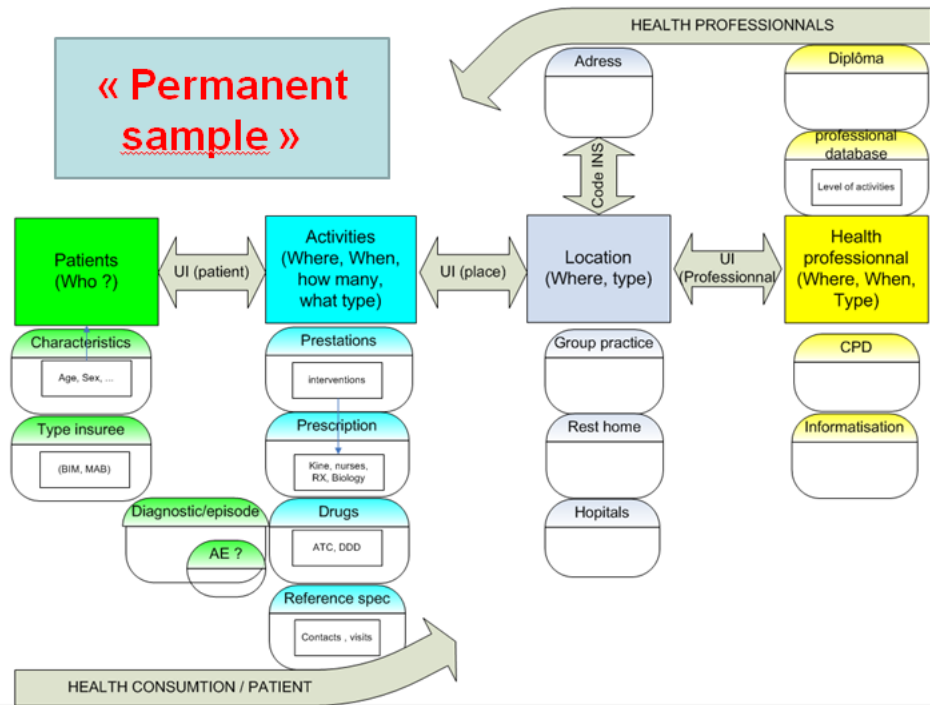 HEALTH PROFESSIONNALS
« Permanent
sample »
Adress
Diplôma
professional
database
Level of activities
Code INS
Patients
(Who ?)
UI (patient)
Activities
(Where, When,
how many,
what type)
UI (place)
Location
(Where, type)
UI
(Professionnal)
Health
professionnel
(Where, When,
Type)
Characteristics
Age, Sex, ...
Type insuree
(BIM, MAB)
Prestations
interventions
Prescription
Kine, nurses,
RX, Biology
Diagnostic/episode
AE ?
Drugs
ATC, DDD
Reference spec
Contacts , visits
Group practice
Rest home
Hopitals
CPD
Informatisation
HEALTH CONSUMTION / PATIENT